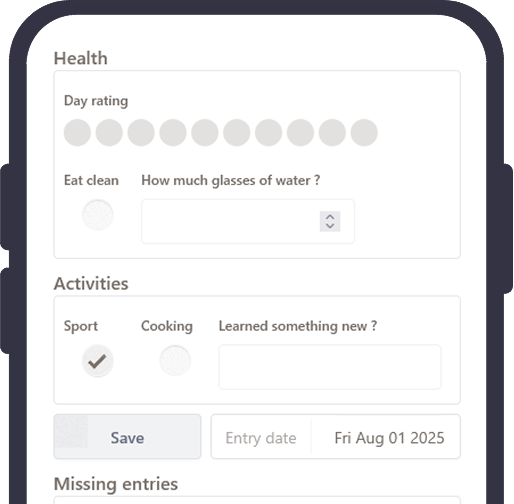 Health
Day rating
Eat clean How much glasses of water ?
Activities
Sport Cooking Learned something new ?
Save Entry date Fri Aug 01 2025
Missing entries